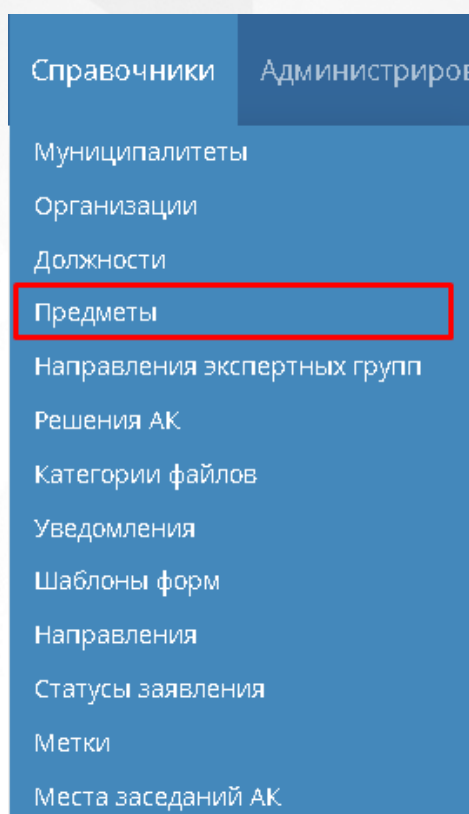 Справочники Администриров
Муниципалитеты
Организации
Должности
Предметы
Направления экспертных групп
Решения АК
Категории файлов
Уведомления
Шаблоны форм
Направления
Статусы заявления
Метки
Места заседаний АК